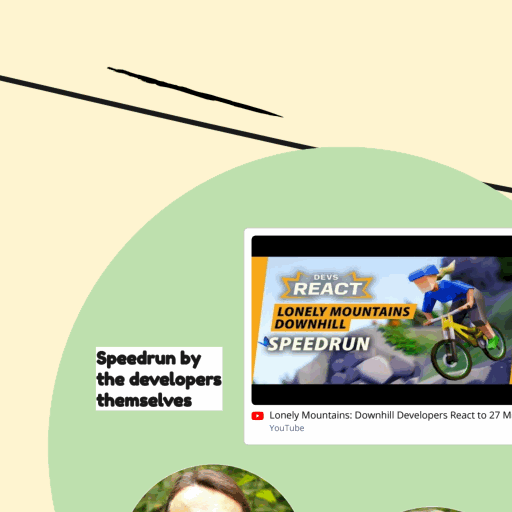 DEVS
REACT
LONELY MOUNTAINS
DOWNHILL
SPEEDRUN
Speedrun by
the developers
themselves
Lonely Mountains: Downhill Developers React to 27 M
YouTube